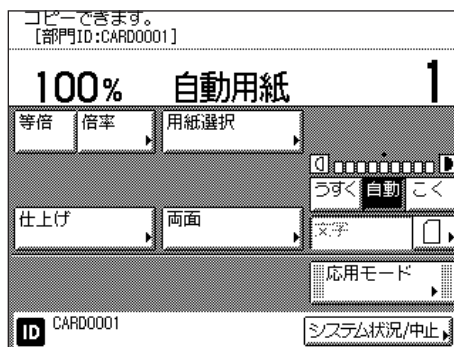 コピーできます。
[部門ID:CARD0001]
100% 自動用紙 1
等倍 倍率 用紙選択
うすく 自動 こく
仕上げ 両面 文字
応用モード
ID CARD0001 システム状況/中止